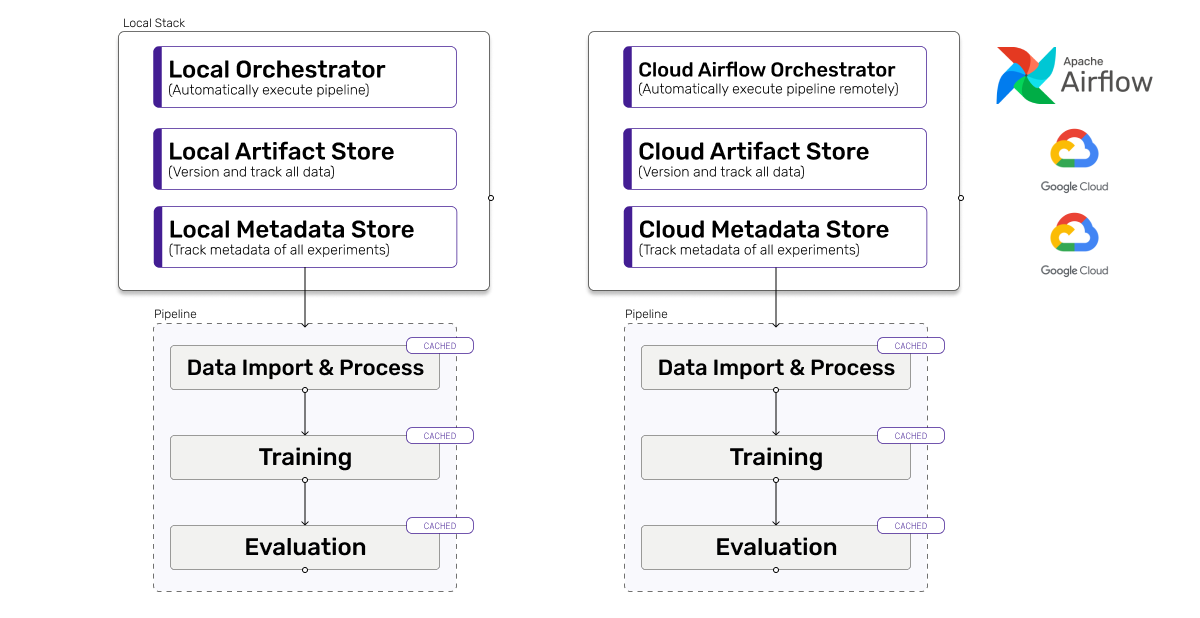 Local Stack
Local Orchestrator
(Automatically execute pipeline)
Local Artifact Store
(Version and track all data)
Local Metadata Store
(Track metadata of all experiments)
Pipeline
CACHED
Data Import & Process
CACHED
Training
CACHED
Evaluation
Cloud Airflow Orchestrator
(Automatically execute pipeline remotely)
Cloud Artifact Store
(Version and track all data)
Cloud Metadata Store
(Track metadata of all experiments)
Pipeline
CACHED
Data Import & Process
CACHED
Training
CACHED
Evaluation
Apache
Airflow
Google Cloud
Google Cloud